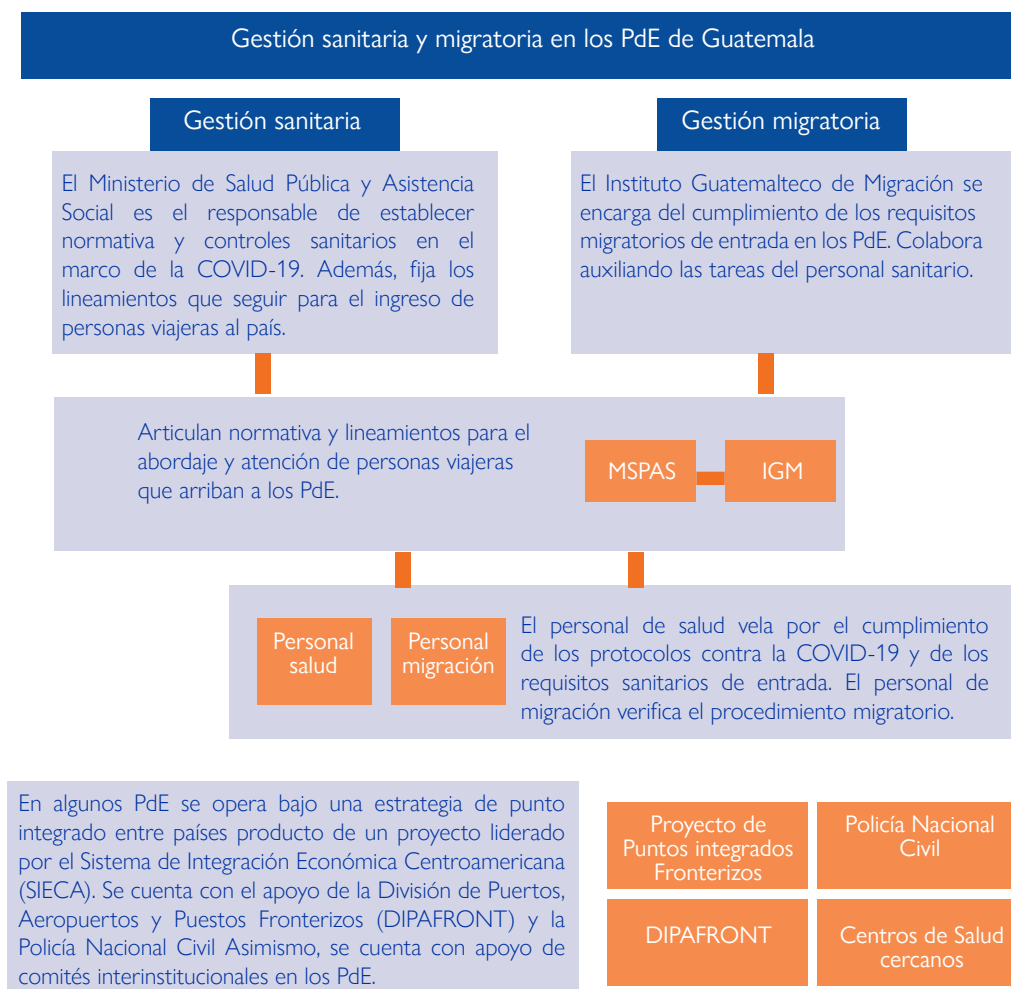 Gestión sanitaria y migratoria en los PdE de Guatemala
Gestión sanitaria
El Ministerio de Salud Pública y Asistencia
Social es el responsable de establecer
normativa y controles sanitarios en el
marco de la COVID-19. Además, fija los
lineamientos que seguir para el ingreso de
personas viajeras al país.
Gestión migratoria
El Instituto Guatemalteco de Migración se
encarga del cumplimiento de los requisitos
migratorios de entrada en los PdE. Colabora
auxiliando las tareas del personal sanitario.
Articulan normativa y lineamientos para el
abordaje y atención de personas viajeras
que arriban a los PdE.
MSPAS
IGM
Personal
salud
Personal
migración
El personal de salud vela por el cumplimiento
de los protocolos contra la COVID-19 y de los
requisitos sanitarios de entrada. El personal de
migración verifica el procedimiento migratorio.
En algunos PdE se opera bajo una estrategia de punto
integrado entre países producto de un proyecto liderado
por el Sistema de Integración Económica Centroamericana
(SIECA). Se cuenta con el apoyo de la División de Puertos,
Aeropuertos y Puestos Fronterizos (DIPAFRONT) y la
Policía Nacional Civil Asimismo, se cuenta con apoyo de
comités interinstitucionales en los PdE.
Proyecto de
Puntos integrados
Fronterizos
Policía Nacional
Civil
DIPAFRONT
Centros de Salud
cercanos